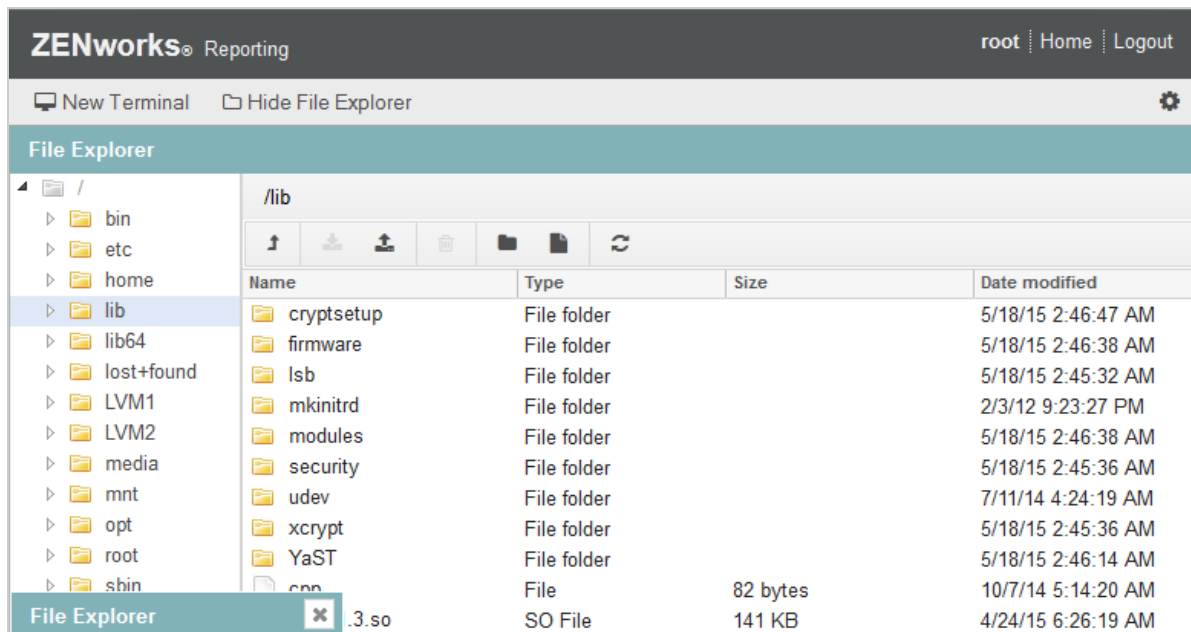 ZENworks® Reporting
root Home Logout
New Terminal Hide File Explorer
File Explorer
/
bin
etc
home
lib
lib64
lost+found
LVM1
LVM2
media
mnt
opt
root
sbin
/lib
Name Type Size Date modified
cryptsetup File folder 5/18/15 2:46:47 AM
firmware File folder 5/18/15 2:46:38 AM
lsb File folder 5/18/15 2:45:32 AM
mkinitrd File folder 2/3/12 9:23:27 PM
modules File folder 5/18/15 2:46:38 AM
security File folder 5/18/15 2:45:36 AM
udev File folder 7/11/14 4:24:19 AM
xcrypt File folder 5/18/15 2:45:36 AM
YaST File folder 5/18/15 2:46:14 AM
cpp File 82 bytes 10/7/14 5:14:20 AM
.3.so SO File 141 KB 4/24/15 6:26:19 AM
File Explorer